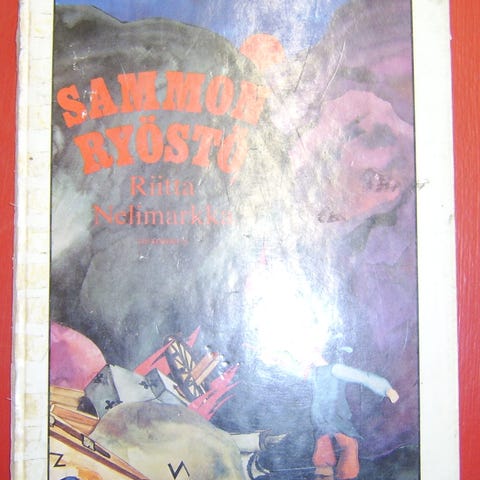 SAMMON
RYÖSTÖ
Riitta
Nelimarkka